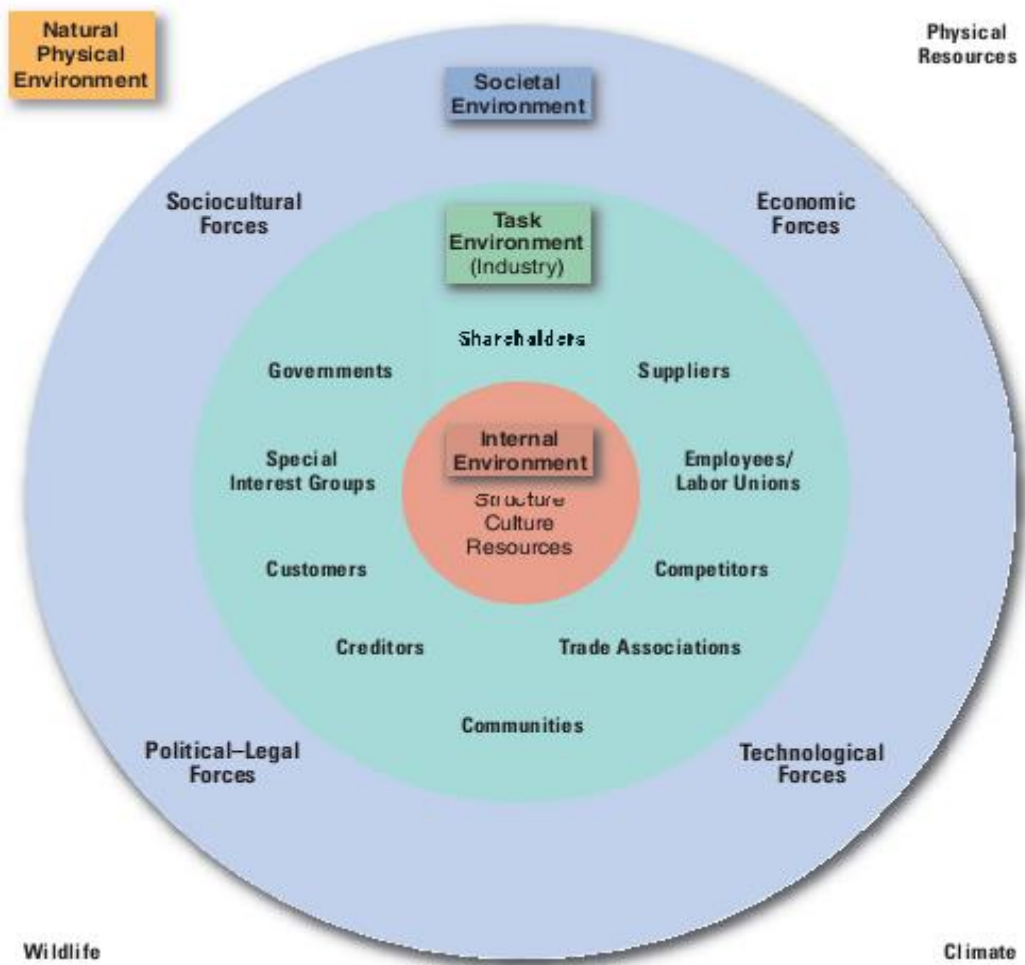 Natural
Physical
Environment
Physical
Resources
Societal
Environment
Sociocultural
Forces
Economic
Forces
Task
Environment
(Industry)
Shareholders
Governments
Suppliers
Internal
Environment
Special
Interest Groups
Employees/
Labor Unions
Structure
Culture
Resources
Customers
Competitors
Creditors
Trade Associations
Communities
Political–Legal
Forces
Technological
Forces
Wildlife
Climate